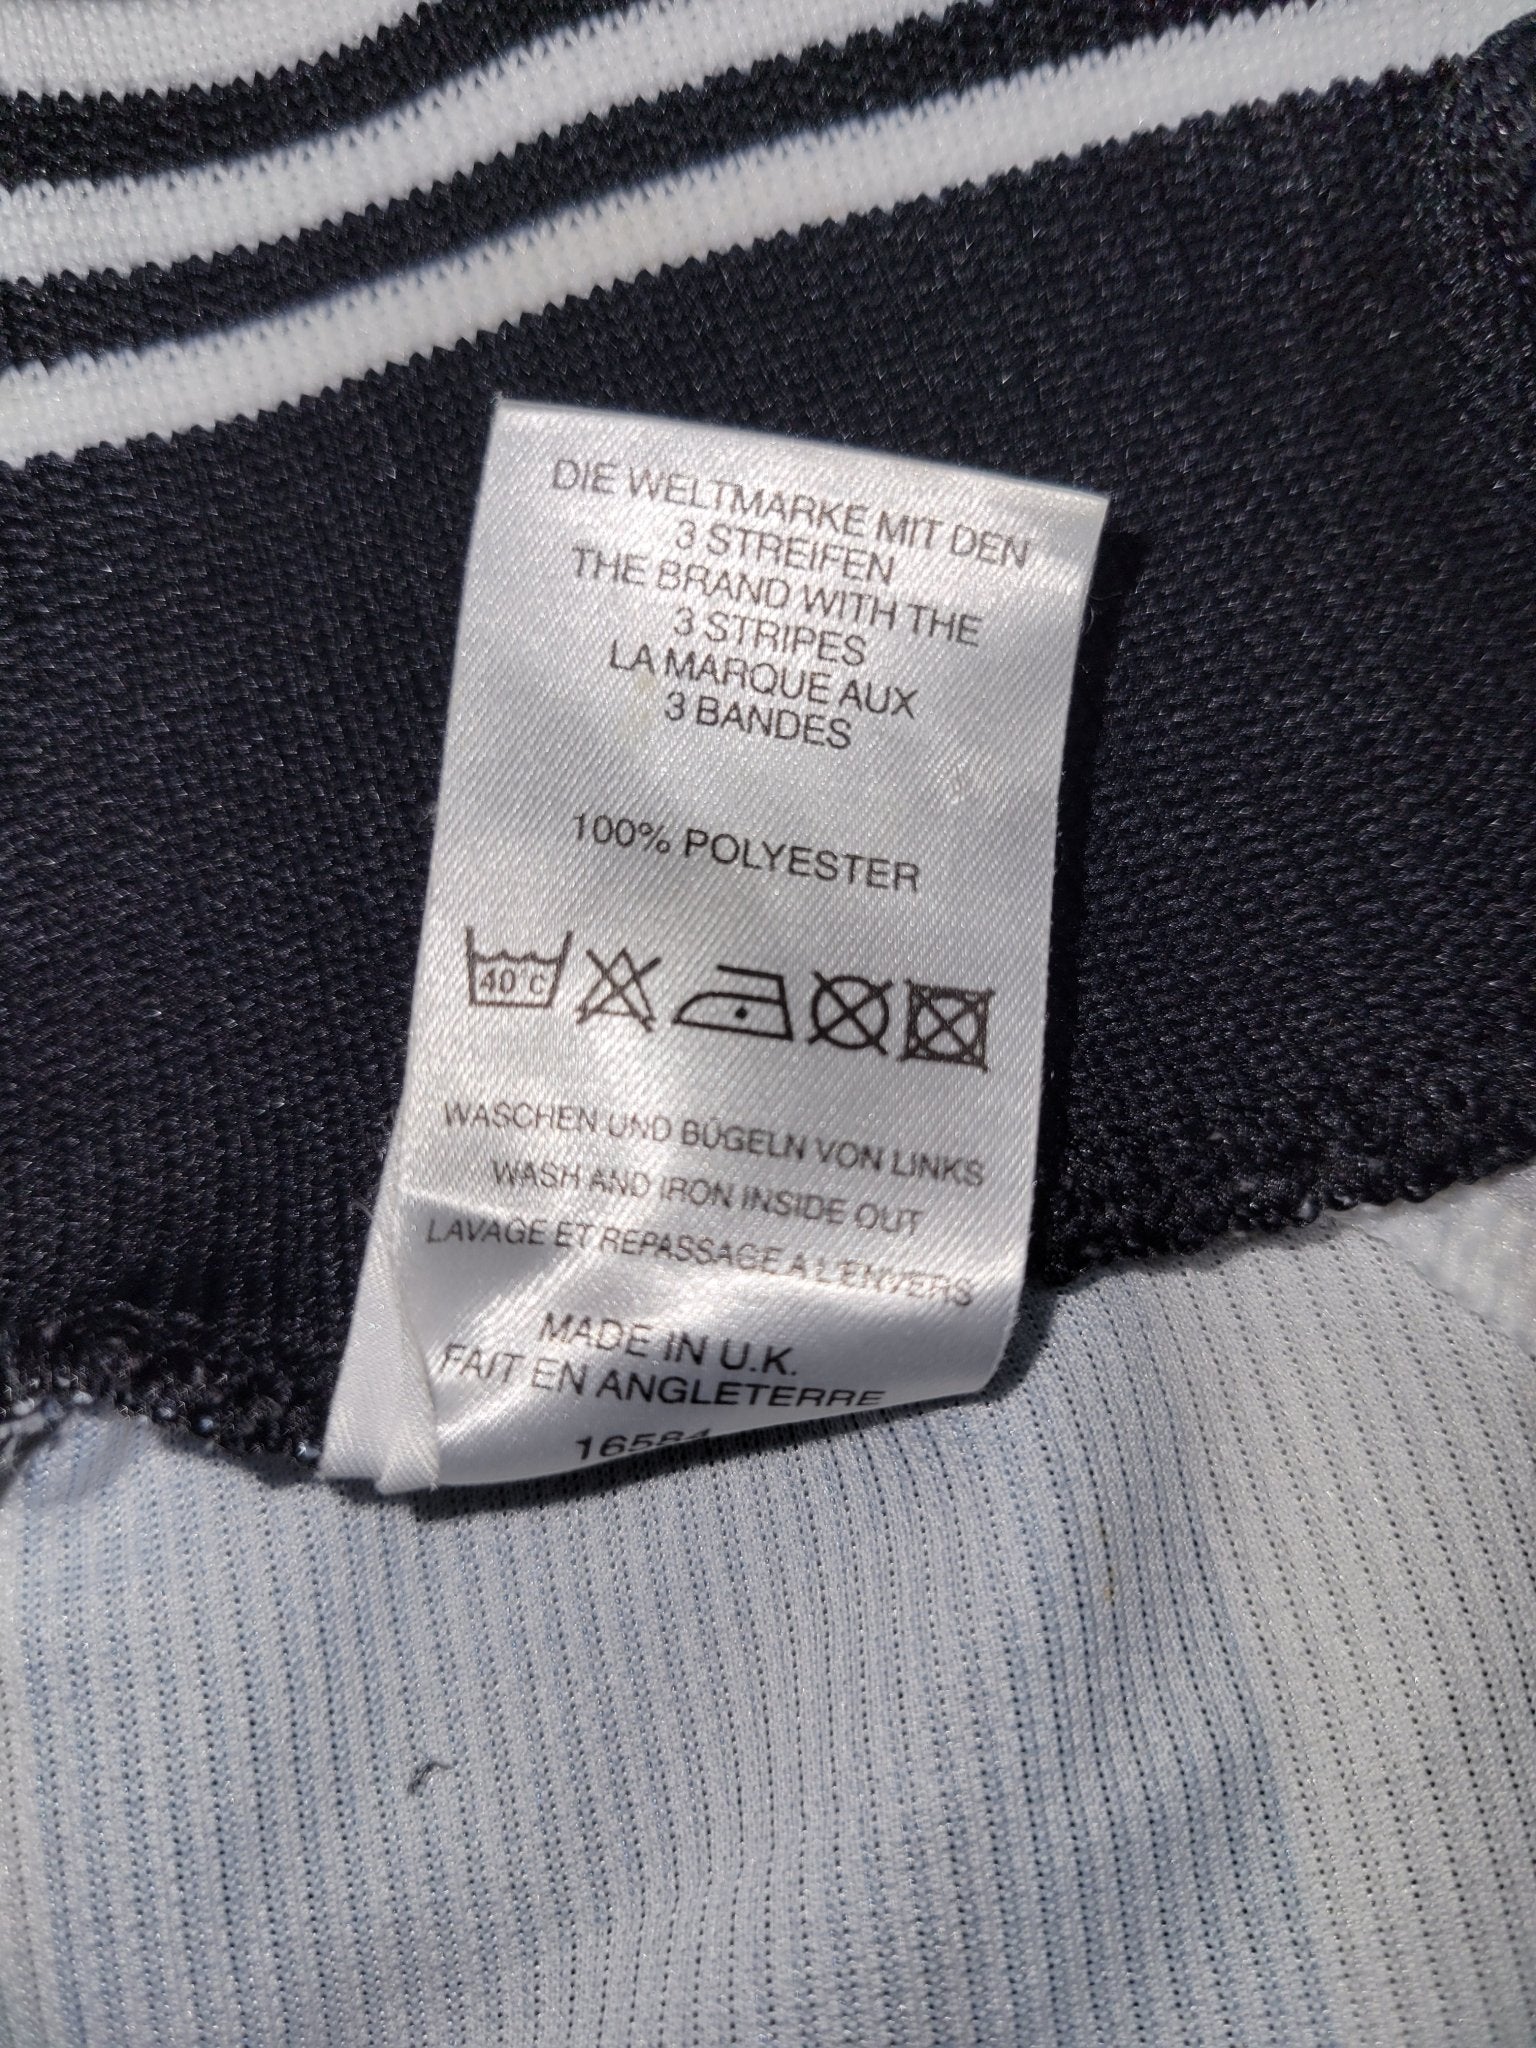 DIE WELTMARKE MIT DEN
3 STREIFEN
THE BRAND WITH THE
3 STRIPES
LA MARQUE AUX
3 BANDES
100% POLYESTER
40°C
WASCHEN UND BÜGELN VON LINKS
WASH AND IRON INSIDE OUT
LAVAGE ET REPASSAGE A L'ENVERS
MADE IN U.K.
FAIT EN ANGLETERRE
16584